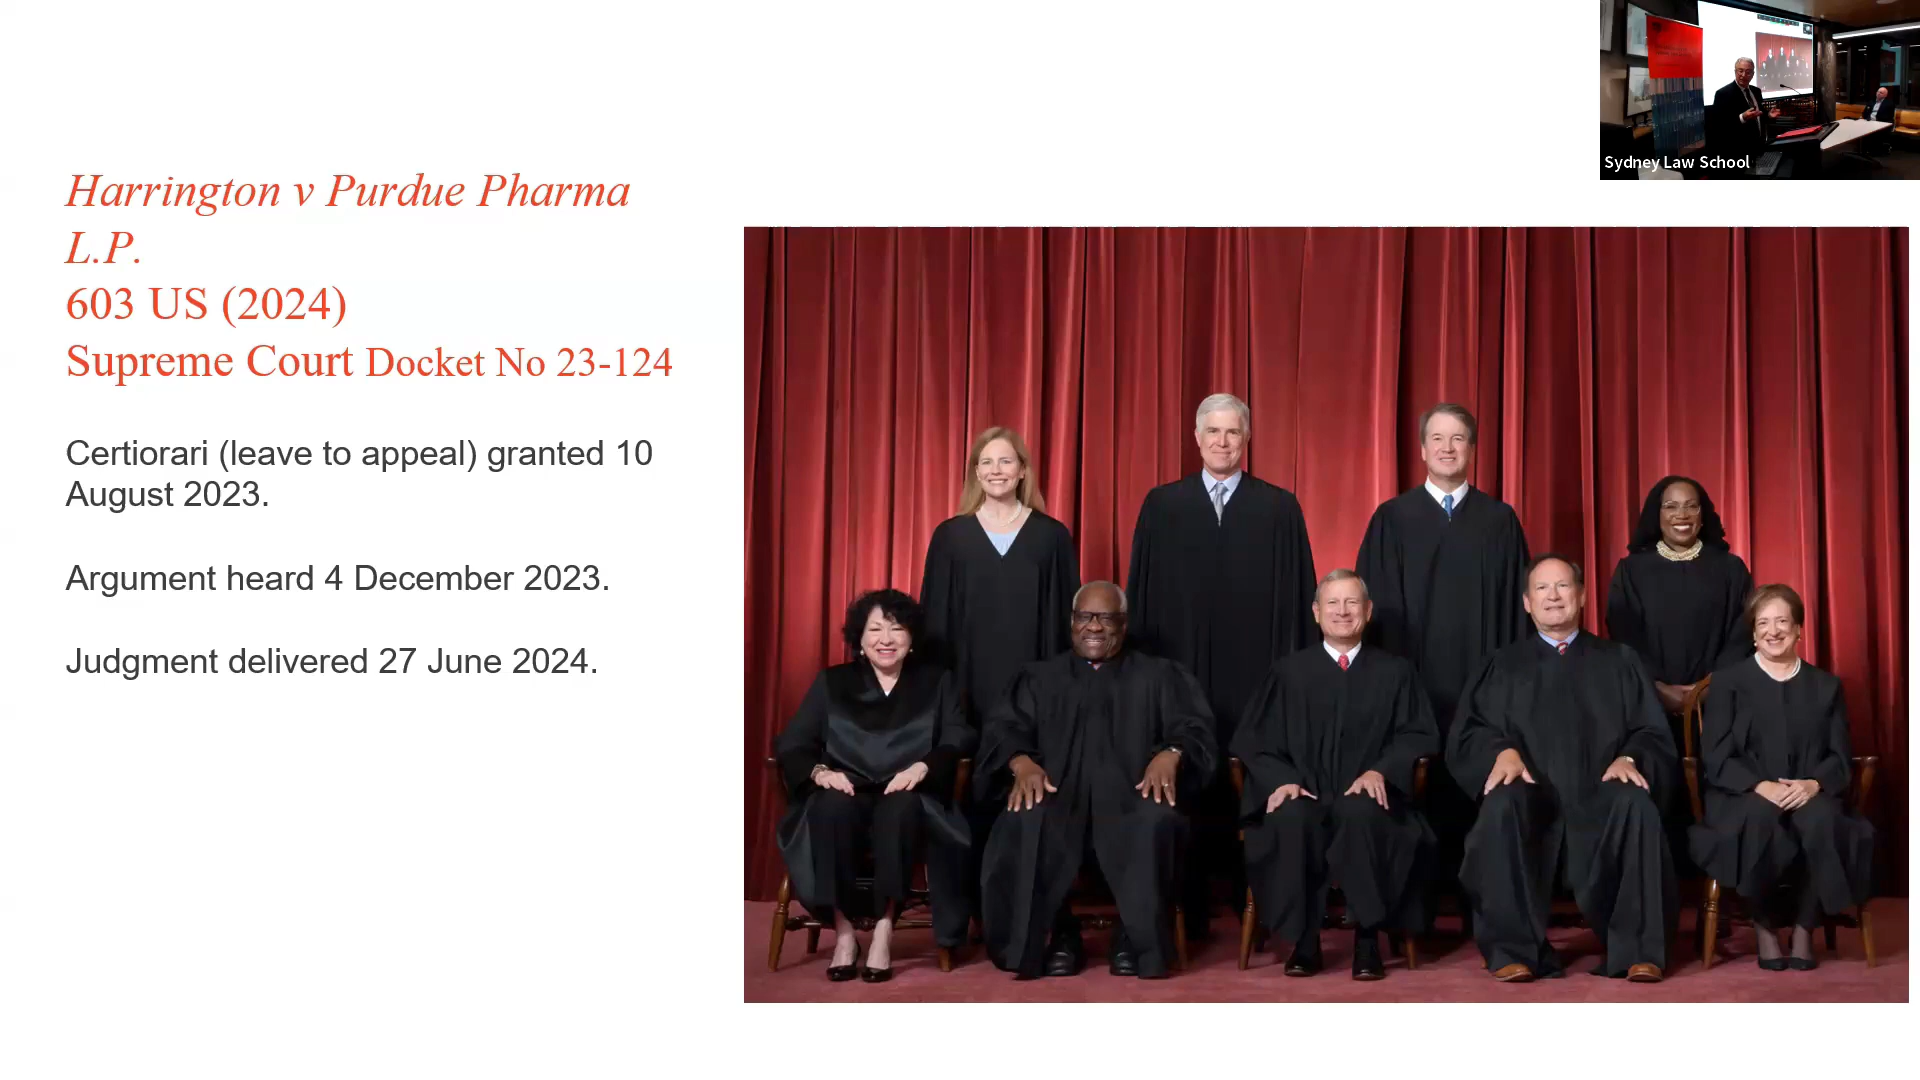 Sydney Law School
Harrington v Purdue Pharma
L.P.
603 US (2024)
Supreme Court Docket No 23-124
Certiorari (leave to appeal) granted 10
August 2023.
Argument heard 4 December 2023.
Judgment delivered 27 June 2024.